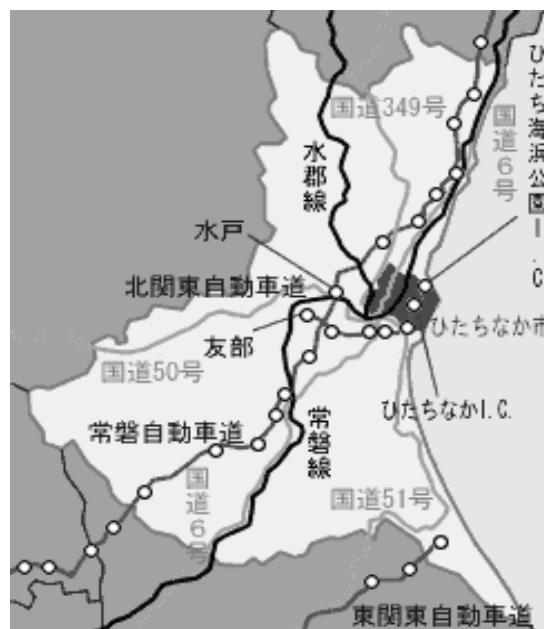 国道349号
ひたち海浜公園I.C
国道6号
水郡線
水戸
北関東自動車道
友部
ひたちなか市
国道50号
ひたちなかI.C.
常磐自動車道
常磐線
国道6号
国道51号
東関東自動車道